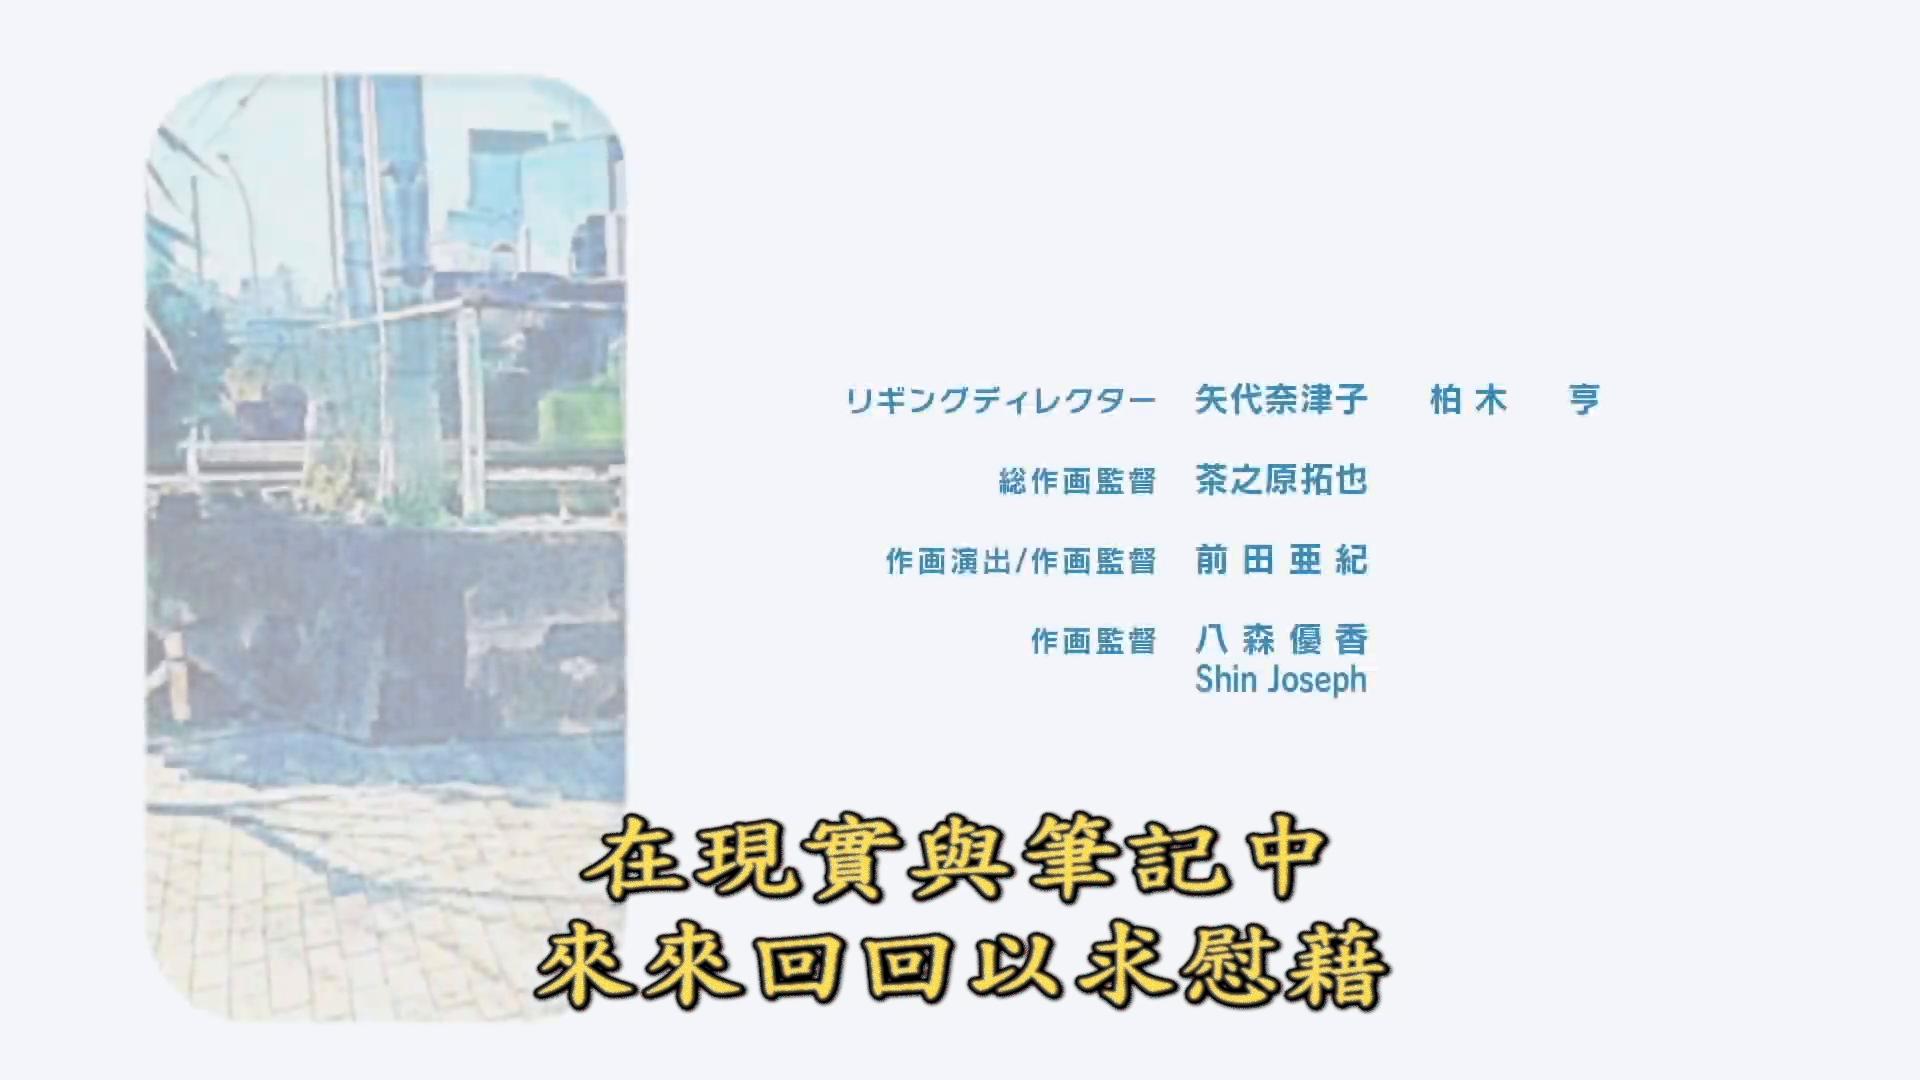 リギングディレクター 矢代奈津子 柏木 亨
総作画監督 茶之原拓也
作画演出/作画監督 前田亜紀
作画監督 八森優香
Shin Joseph
在現實與筆記中
來來回回以求慰藉